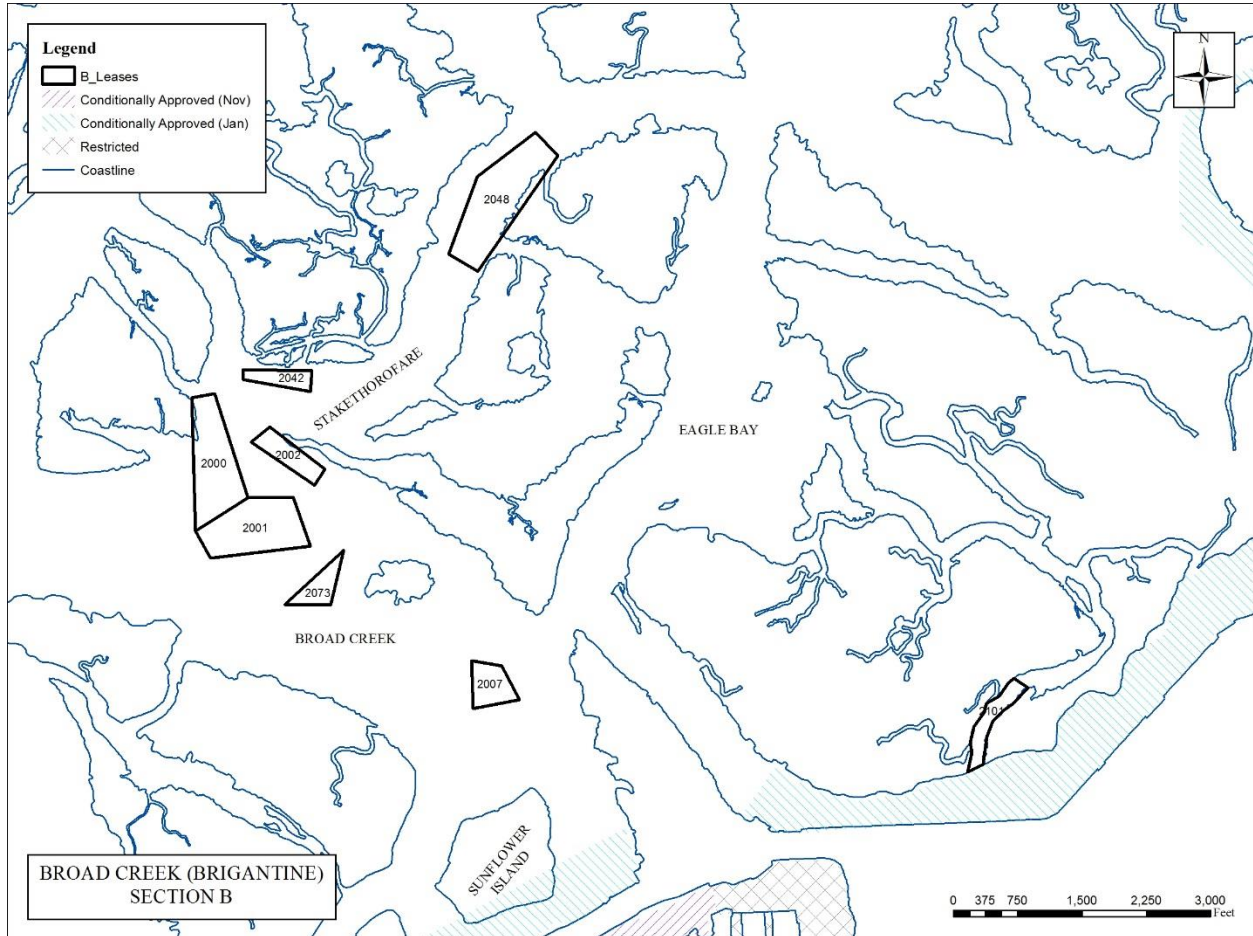 Legend
B_Leases
Conditionally Approved (Nov)
Conditionally Approved (Jan)
Restricted
Coastline
N
2048
2042
STAKETHOROFARE
2000
2002
EAGLE BAY
2001
2073
BROAD CREEK
2007
2101
SUNFLOWER
ISLAND
BROAD CREEK (BRIGANTINE)
SECTION B
0 375 750 1,500 2,250 3,000
Feet